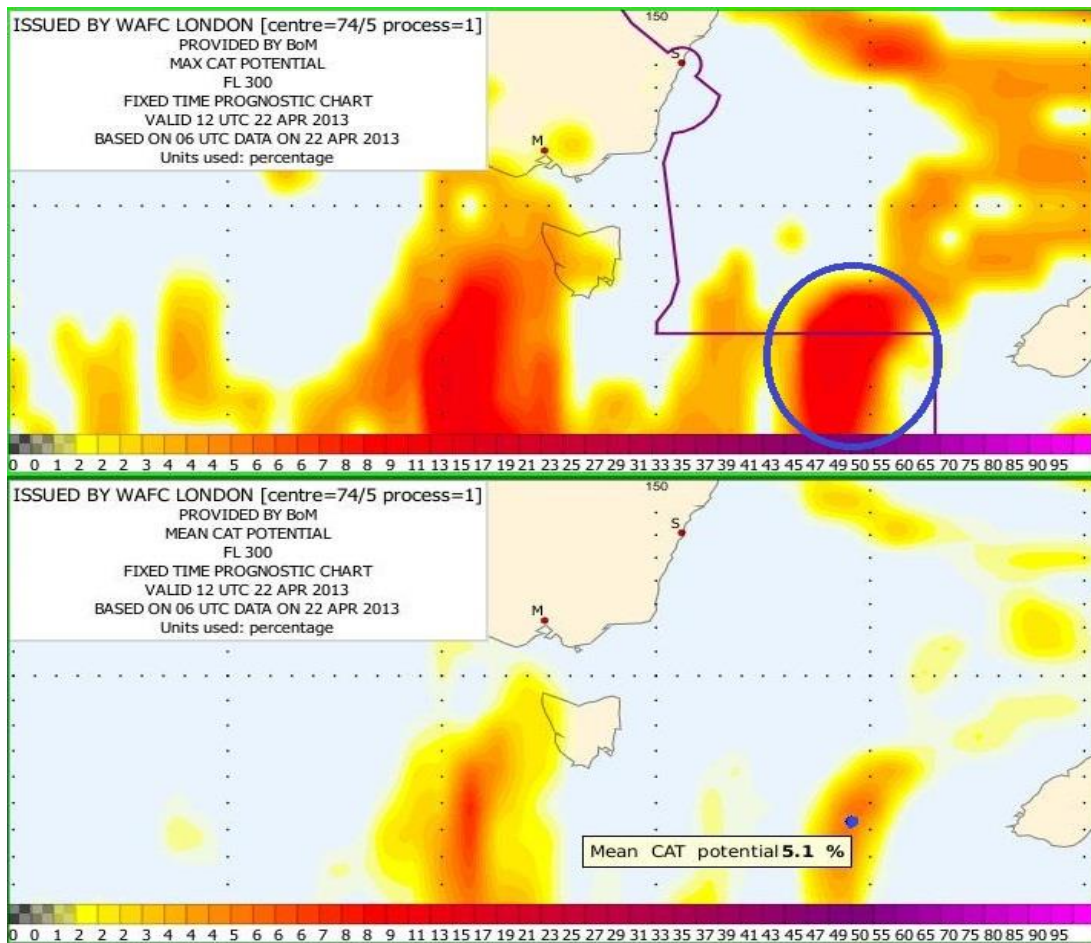 ISSUED BY WAFC LONDON [centre=74/5 process=1]
PROVIDED BY BoM
MAX CAT POTENTIAL
FL 300
FIXED TIME PROGNOSTIC CHART
VALID 12 UTC 22 APR 2013
BASED ON 06 UTC DATA ON 22 APR 2013
Units used: percentage
150
S
M
0 0 1 2 2 3 4 5 6 7 8 9 11 13 15 17 19 21 23 25 27 29 31 33 35 37 39 41 43 45 47 49 50 55 60 65 70 75 80 85 90 95
ISSUED BY WAFC LONDON [centre=74/5 process=1]
PROVIDED BY BoM
MEAN CAT POTENTIAL
FL 300
FIXED TIME PROGNOSTIC CHART
VALID 12 UTC 22 APR 2013
BASED ON 06 UTC DATA ON 22 APR 2013
Units used: percentage
150
S
M
Mean CAT potential 5.1 %
0 0 1 2 2 3 4 5 6 7 8 9 11 13 15 17 19 21 23 25 27 29 31 33 35 37 39 41 43 45 47 49 50 55 60 65 70 75 80 85 90 95